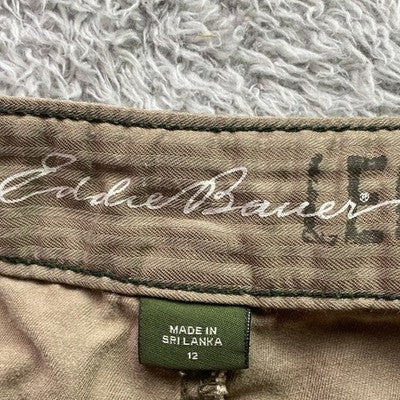 Eddie Bauer®
MADE IN
SRI LANKA
12